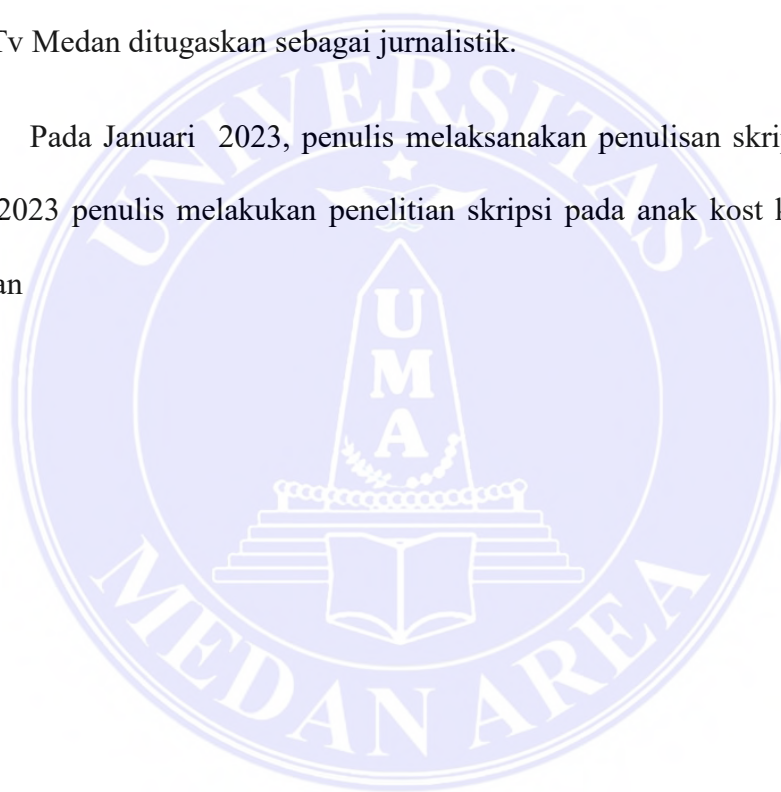 Tv Medan ditugaskan sebagai jurnalistik.
Pada Januari 2023, penulis melaksanakan penulisan skrip
2023 penulis melakukan penelitian skripsi pada anak kost k
an
UNIVERSITAS
UMA
MEDAN AREA